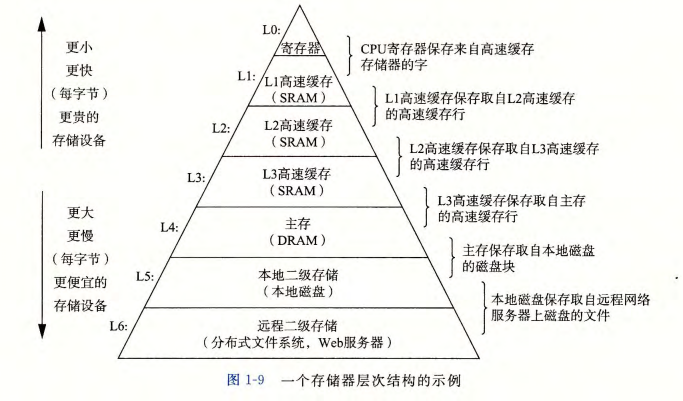 更小
更快
（每字节）
更贵的
存储设备
更大
更慢
（每字节）
更便宜的
存储设备
L0:
寄存器
CPU寄存器保存来自高速缓存
存储器的字
L1:
L1高速缓存
（SRAM）
L1高速缓存保存取自L2高速缓存
的高速缓存行
L2:
L2高速缓存
（SRAM）
L2高速缓存保存取自L3高速缓存
的高速缓存行
L3:
L3高速缓存
（SRAM）
L3高速缓存保存取自主存
的高速缓存行
L4:
主存
（DRAM）
主存保存取自本地磁盘
的磁盘块
L5:
本地二级存储
（本地磁盘）
本地磁盘保存取自远程网络
服务器上磁盘的文件
L6:
远程二级存储
（分布式文件系统，Web服务器）
图 1-9 一个存储器层次结构的示例